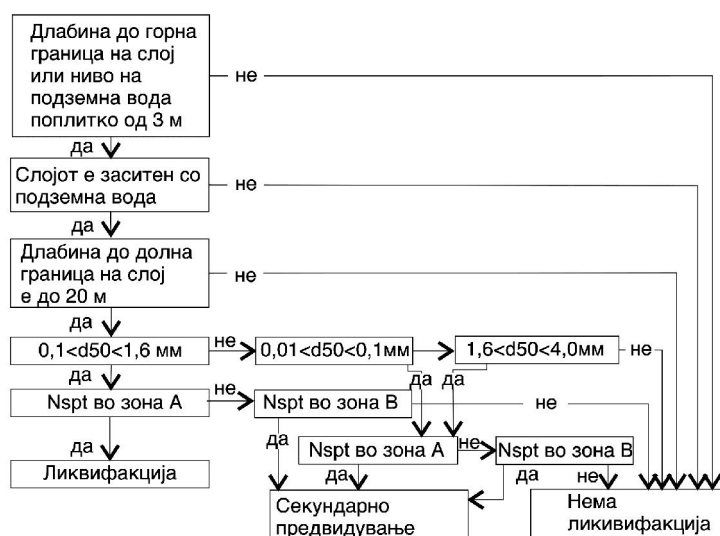 Длабина до горна
граница на слој
или ниво на
подземна вода
поплитко од 3 м
не
да
Слојот е заситен со
подземна вода
не
да
Длабина до долна
граница на слој
е до 20 м
не
да
0,1<d50<1,6 мм
не
0,01<d50<0,1мм
1,6<d50<4,0мм
не
да
да
да
Nspt во зона А
не
Nspt во зона В
не
да
да
Nspt во зона А
не
Nspt во зона В
Ликвифакција
да
да
не
Секундарно
предвидување
Нема
ликивифакција